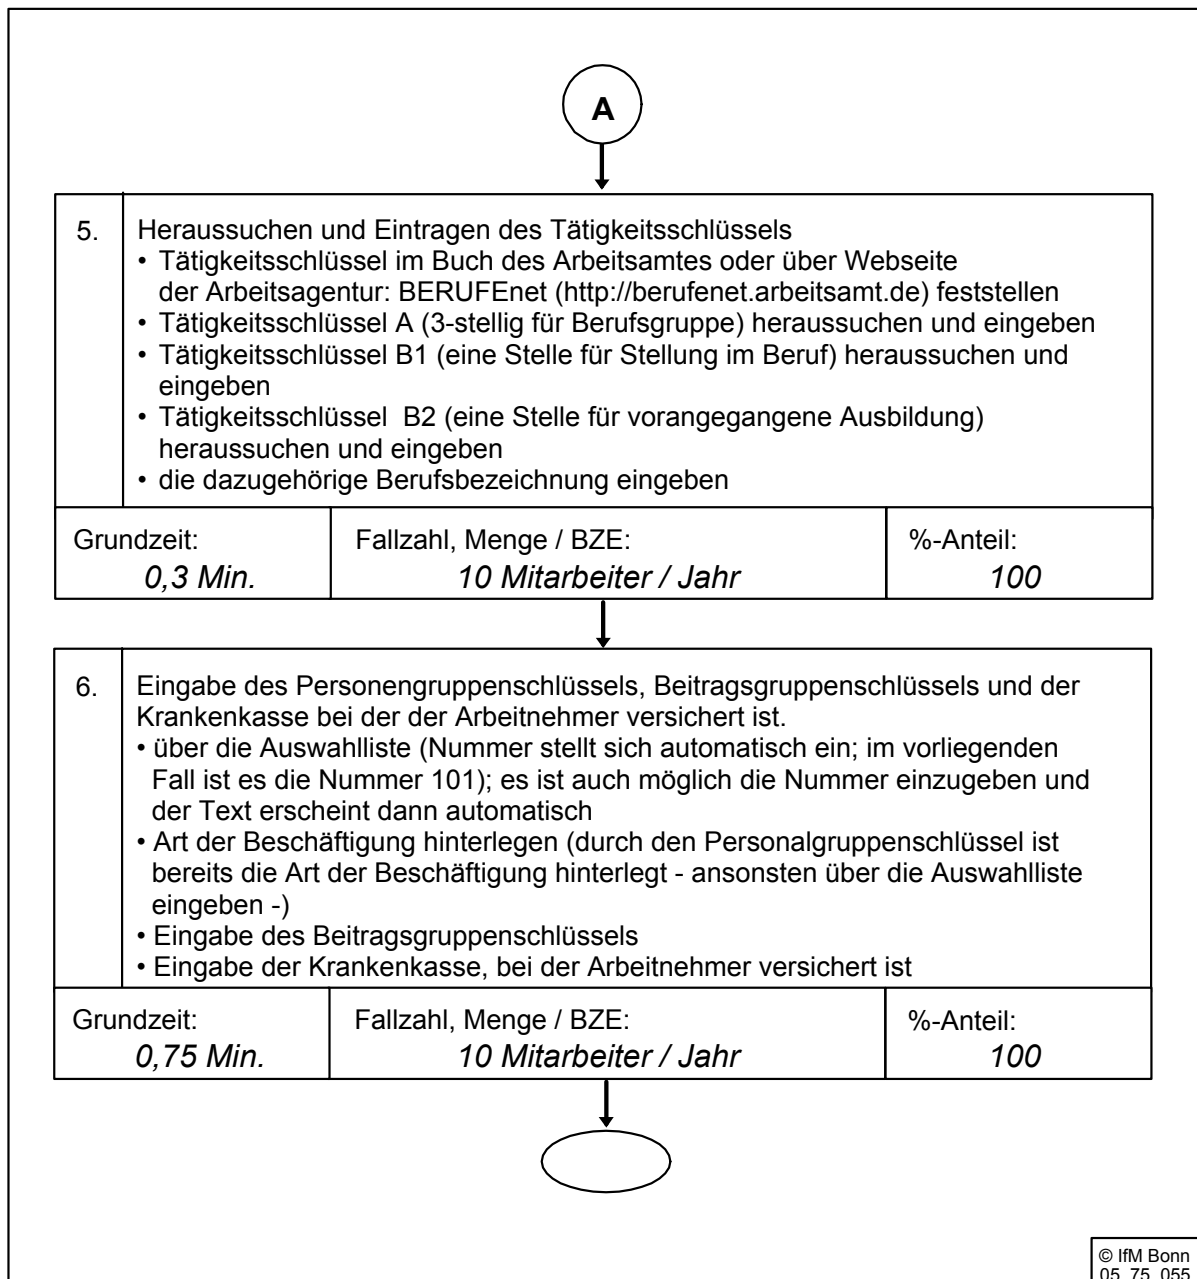 A
5.
Heraussuchen und Eintragen des Tätigkeitsschlüssels
• Tätigkeitsschlüssel im Buch des Arbeitsamtes oder über Webseite
der Arbeitsagentur: BERUFEnet (http://berufenet.arbeitsamt.de) feststellen
• Tätigkeitsschlüssel A (3-stellig für Berufsgruppe) heraussuchen und eingeben
• Tätigkeitsschlüssel B1 (eine Stelle für Stellung im Beruf) heraussuchen und
eingeben
• Tätigkeitsschlüssel B2 (eine Stelle für vorangegangene Ausbildung)
heraussuchen und eingeben
• die dazugehörige Berufsbezeichnung eingeben
Grundzeit:
0,3 Min.
Fallzahl, Menge / BZE:
10 Mitarbeiter / Jahr
%-Anteil:
100
6.
Eingabe des Personengruppenschlüssels, Beitragsgruppenschlüssels und der
Krankenkasse bei der der Arbeitnehmer versichert ist.
• über die Auswahlliste (Nummer stellt sich automatisch ein; im vorliegenden
Fall ist es die Nummer 101); es ist auch möglich die Nummer einzugeben und
der Text erscheint dann automatisch
• Art der Beschäftigung hinterlegen (durch den Personalgruppenschlüssel ist
bereits die Art der Beschäftigung hinterlegt - ansonsten über die Auswahlliste
eingeben -)
• Eingabe des Beitragsgruppenschlüssels
• Eingabe der Krankenkasse, bei der Arbeitnehmer versichert ist
Grundzeit:
0,75 Min.
Fallzahl, Menge / BZE:
10 Mitarbeiter / Jahr
%-Anteil:
100
© IfM Bonn
05 75 055